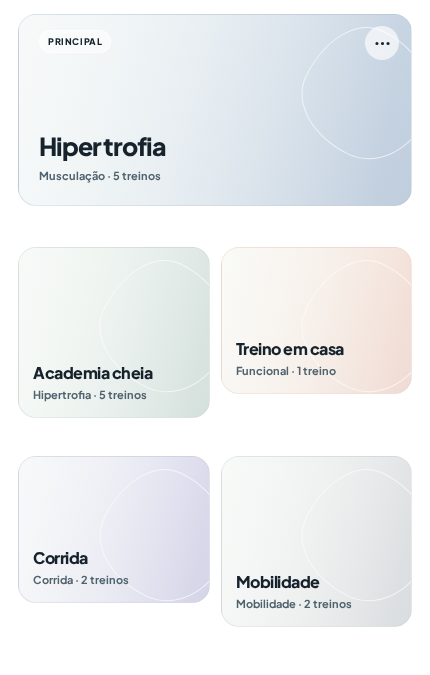 PRINCIPAL
Hipertrofia
Musculação · 5 treinos
Academia cheia
Hipertrofia · 5 treinos
Treino em casa
Funcional · 1 treino
Corrida
Corrida · 2 treinos
Mobilidade
Mobilidade · 2 treinos